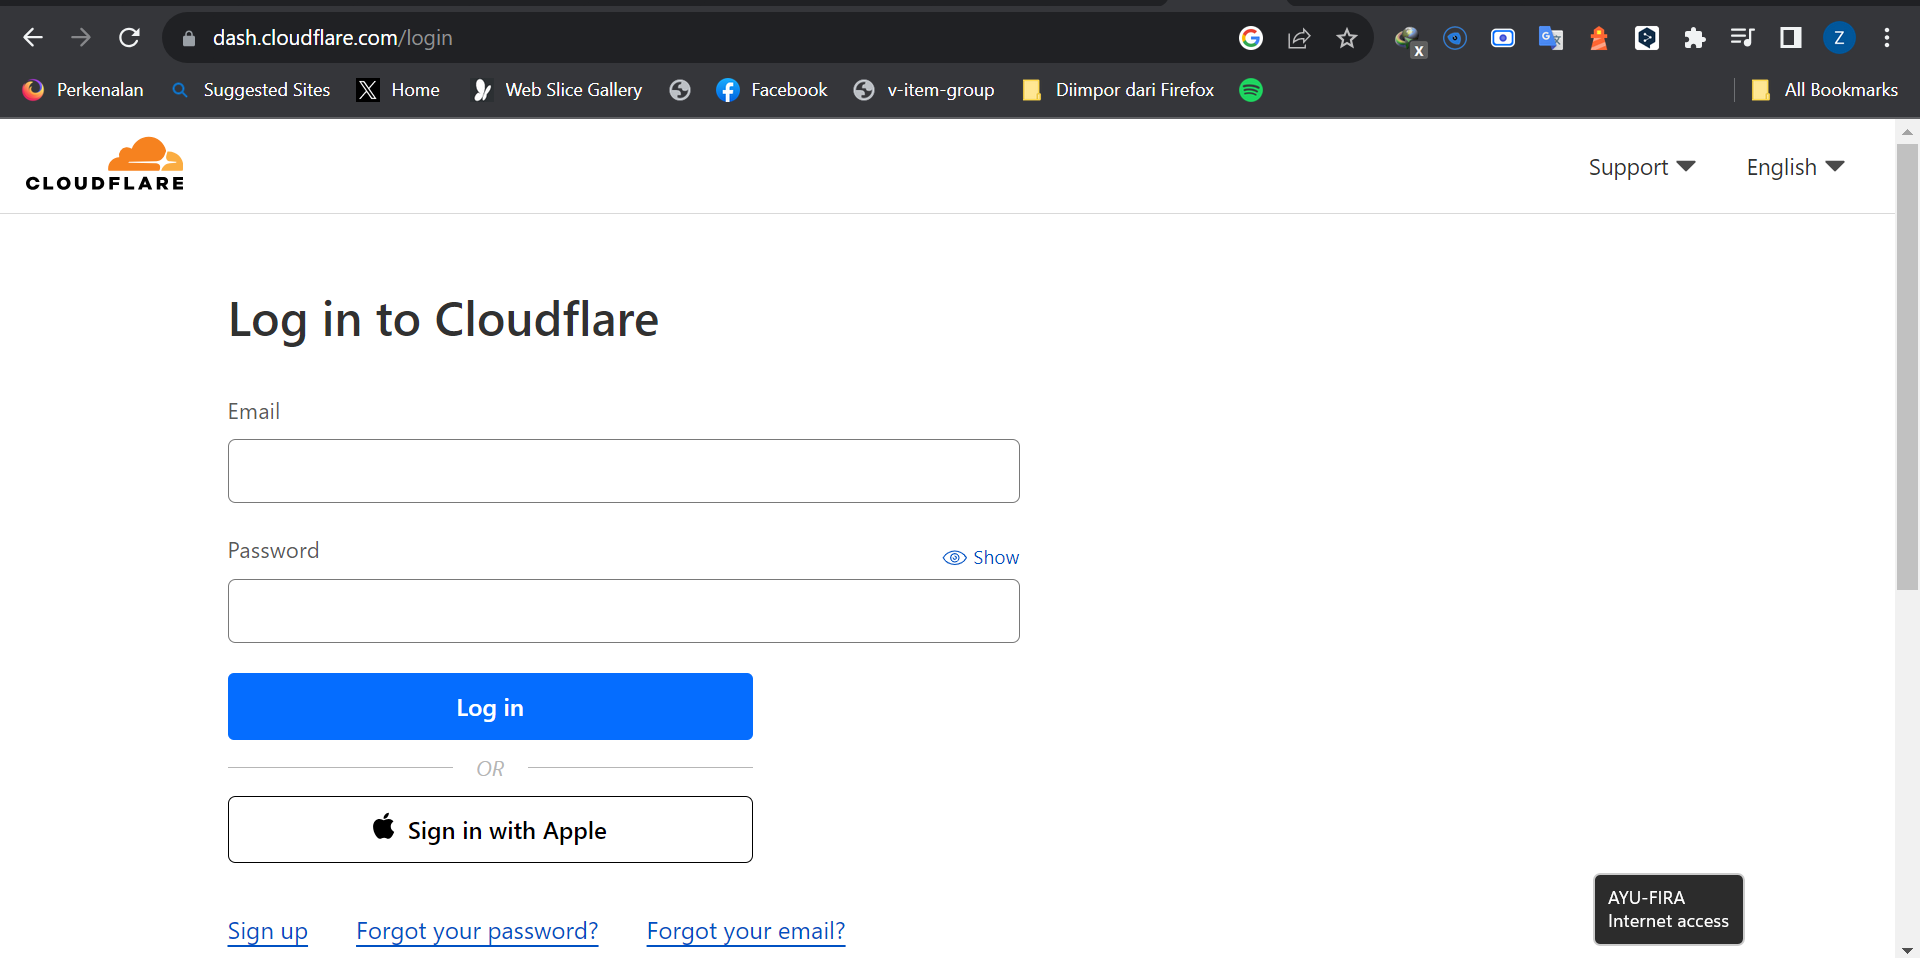 dash.cloudflare.com/login
X
Z
Perkenalan
Suggested Sites
Home
Web Slice Gallery
Facebook
v-item-group
Diimpor dari Firefox
All Bookmarks
CLOUDFLARE
Support
English
Log in to Cloudflare
Email
Password
Show
Log in
OR
Sign in with Apple
Sign up
Forgot your password?
Forgot your email?
AYU-FIRA
Internet access